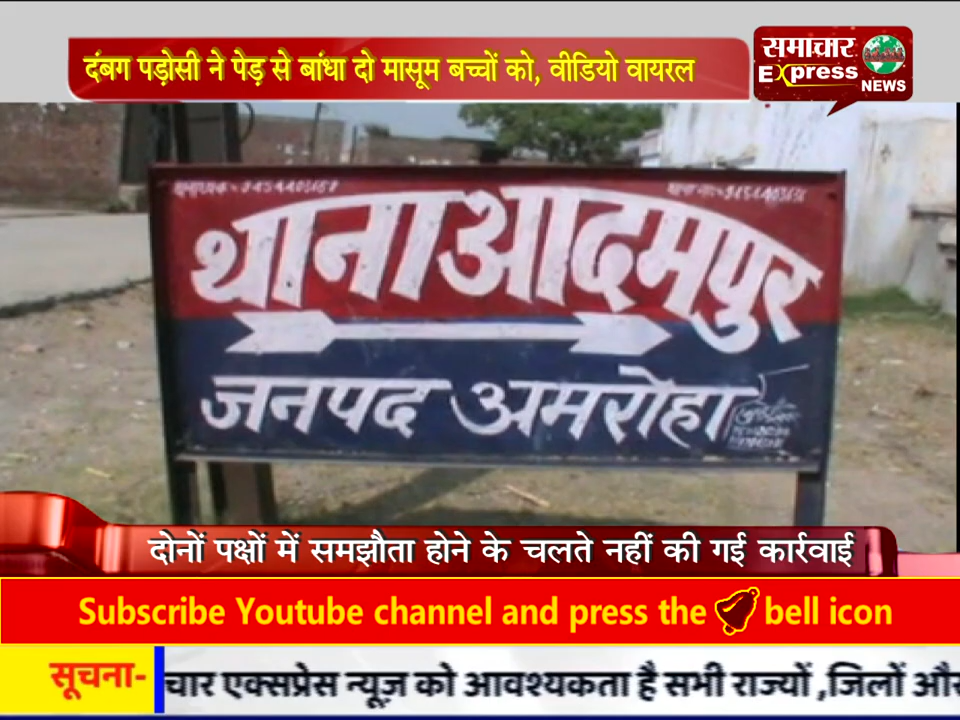 दंबग पड़ोसी ने पेड़ से बांधा दो मासूम बच्चों को, वीडियो वायरल
समाचार
Express
NEWS
थाना आदमपुर
जनपद अमरोहा
दोनों पक्षों में समझौता होने के चलते नहीं की गई कार्रवाई
Subscribe Youtube channel and press the bell icon
सूचना- चार एक्सप्रेस न्यूज़ को आवश्यकता है सभी राज्यों ,जिलों और